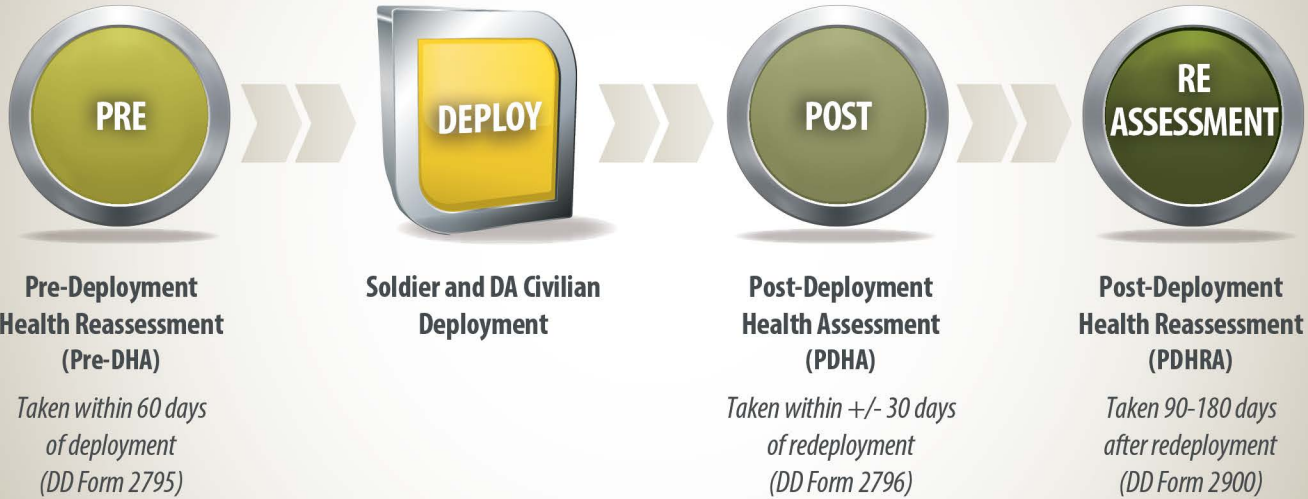 PRE
Pre-Deployment
Health Reassessment
(Pre-DHA)
Taken within 60 days
of deployment
(DD Form 2795)
DEPLOY
Soldier and DA Civilian
Deployment
POST
Post-Deployment
Health Assessment
(PDHA)
Taken within +/- 30 days
of redeployment
(DD Form 2796)
RE
ASSESSMENT
Post-Deployment
Health Reassessment
(PDHRA)
Taken 90-180 days
after redeployment
(DD Form 2900)